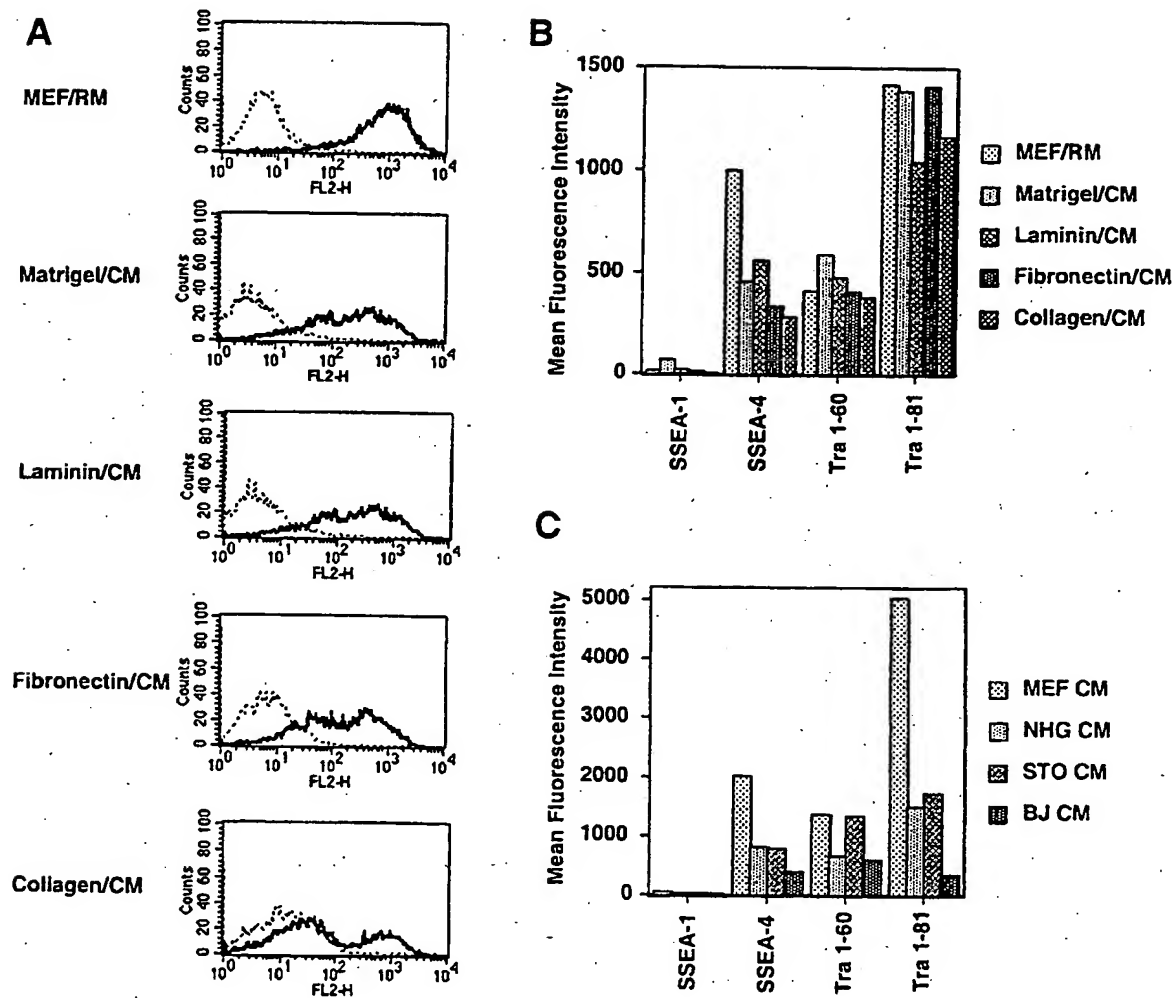 A
MEF/RM
Counts
0 20 40 60 80 100
10^0 10^1 10^2 10^3 10^4
FL2-H
Matrigel/CM
Counts
0 20 40 60 80 100
10^0 10^1 10^2 10^3 10^4
FL2-H
Laminin/CM
Counts
0 20 40 60 80 100
10^0 10^1 10^2 10^3 10^4
FL2-H
Fibronectin/CM
Counts
0 20 40 60 80 100
10^0 10^1 10^2 10^3 10^4
FL2-H
Collagen/CM
Counts
0 20 40 60 80 100
10^0 10^1 10^2 10^3 10^4
FL2-H
B
Mean Fluorescence Intensity
1500
1000
500
0
SSEA-1
SSEA-4
Tra 1-60
Tra 1-81
MEF/RM
Matrigel/CM
Laminin/CM
Fibronectin/CM
Collagen/CM
C
Mean Fluorescence Intensity
5000
4000
3000
2000
1000
0
SSEA-1
SSEA-4
Tra 1-60
Tra 1-81
MEF CM
NHG CM
STO CM
BJ CM